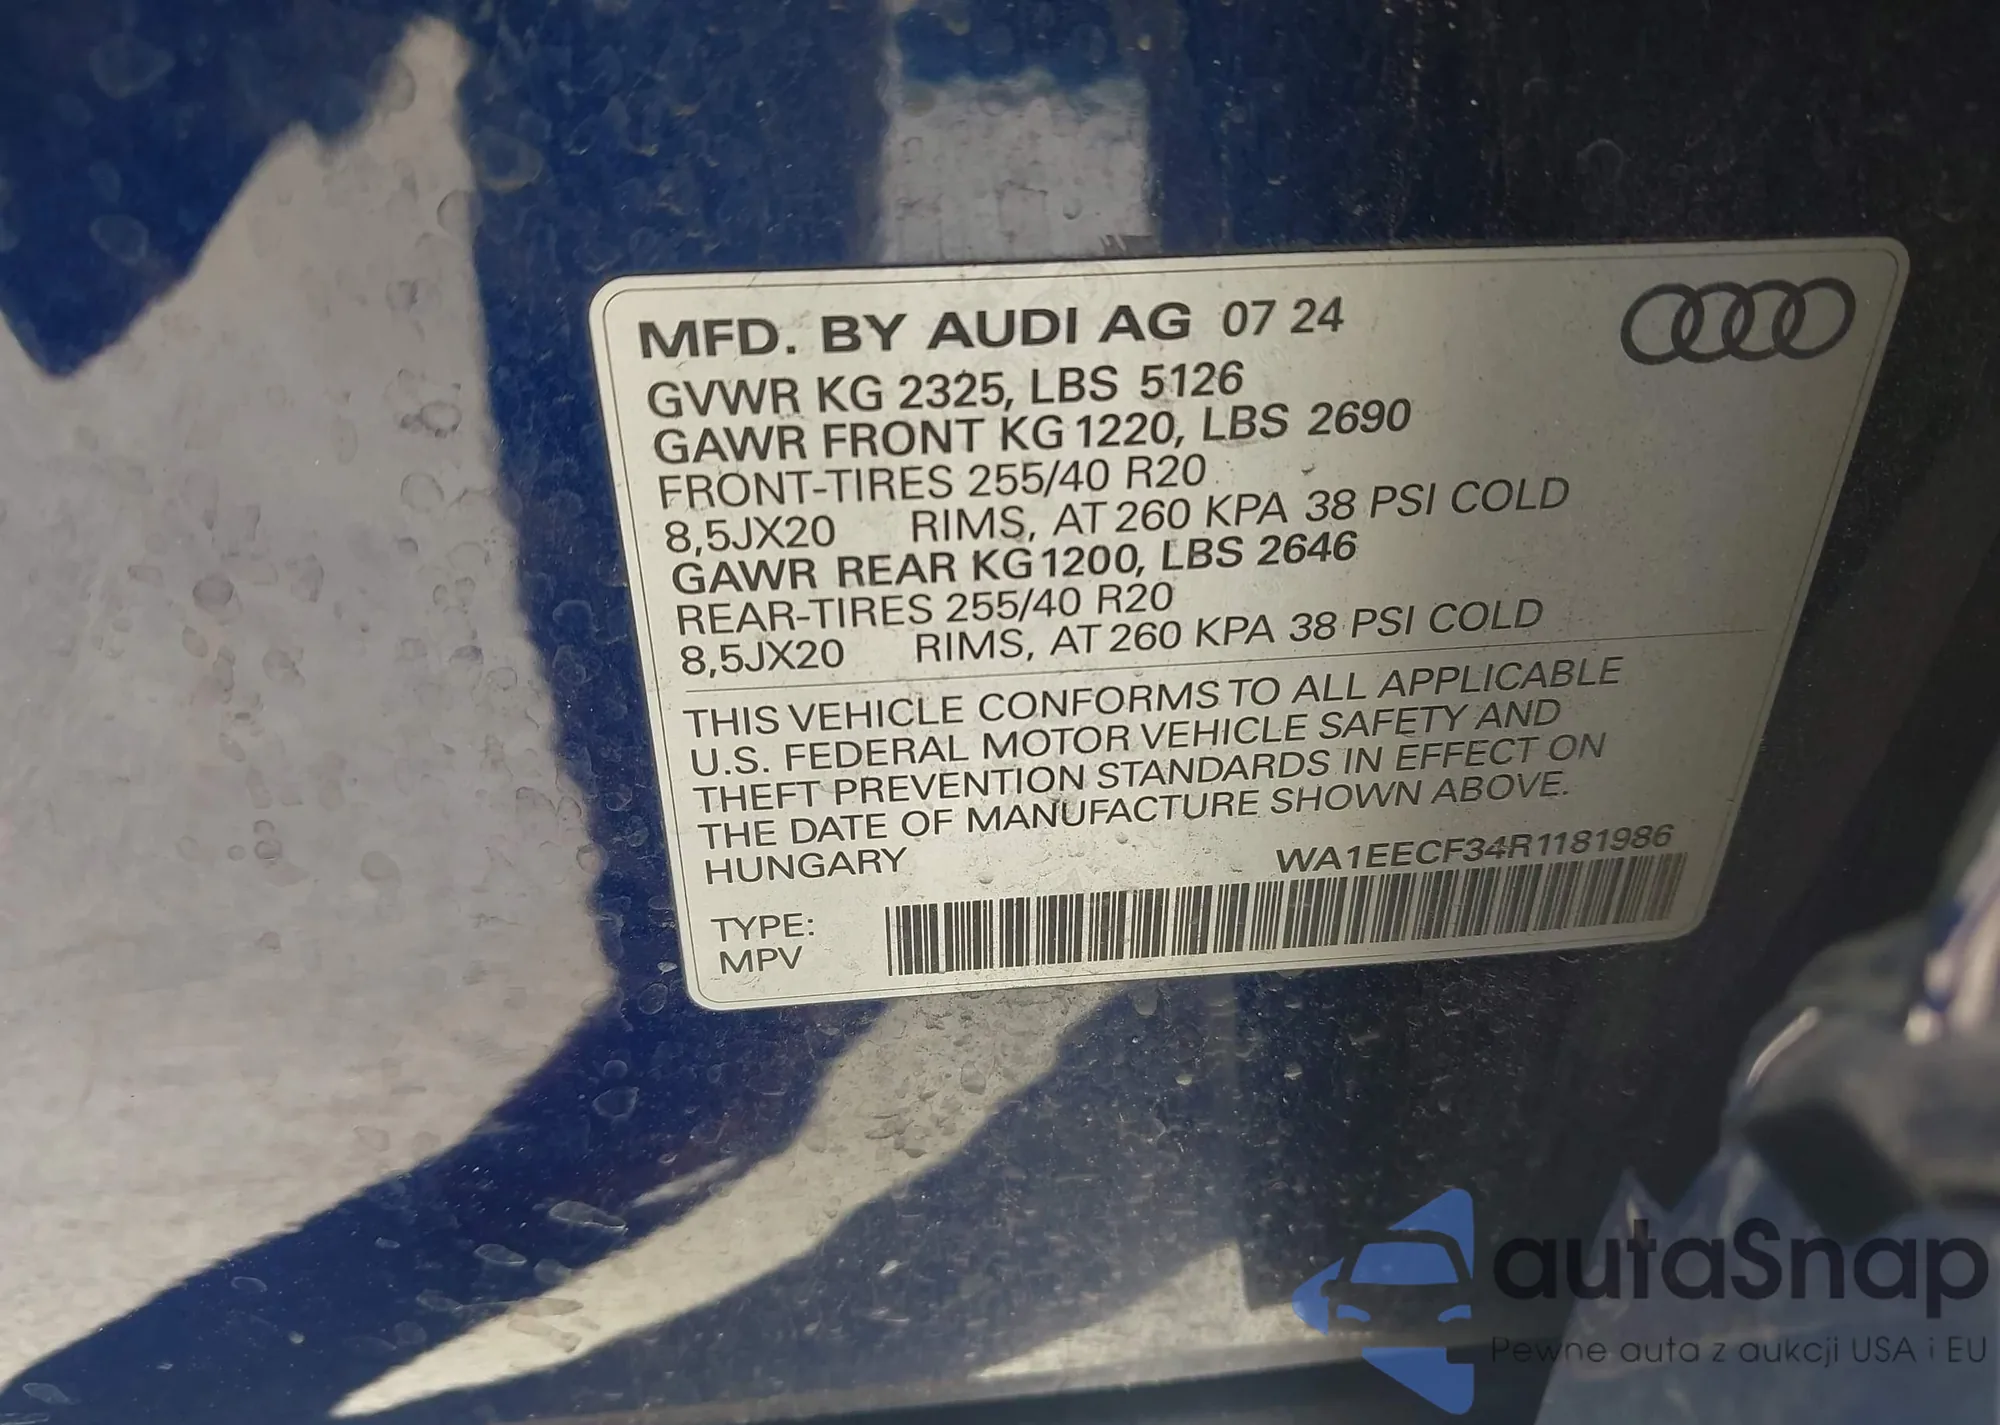 MFD. BY AUDI AG 07 24
GVWR KG 2325, LBS 5126
GAWR FRONT KG 1220, LBS 2690
FRONT-TIRES 255/40 R20
8,5JX20 RIMS, AT 260 KPA 38 PSI COLD
GAWR REAR KG 1200, LBS 2646
REAR-TIRES 255/40 R20
8,5JX20 RIMS, AT 260 KPA 38 PSI COLD
THIS VEHICLE CONFORMS TO ALL APPLICABLE
U.S. FEDERAL MOTOR VEHICLE SAFETY AND
THEFT PREVENTION STANDARDS IN EFFECT ON
THE DATE OF MANUFACTURE SHOWN ABOVE.
HUNGARY WA1EECF34R1181986
TYPE:
MPV
autaSnap
Pewne auta z aukcji USA i EU